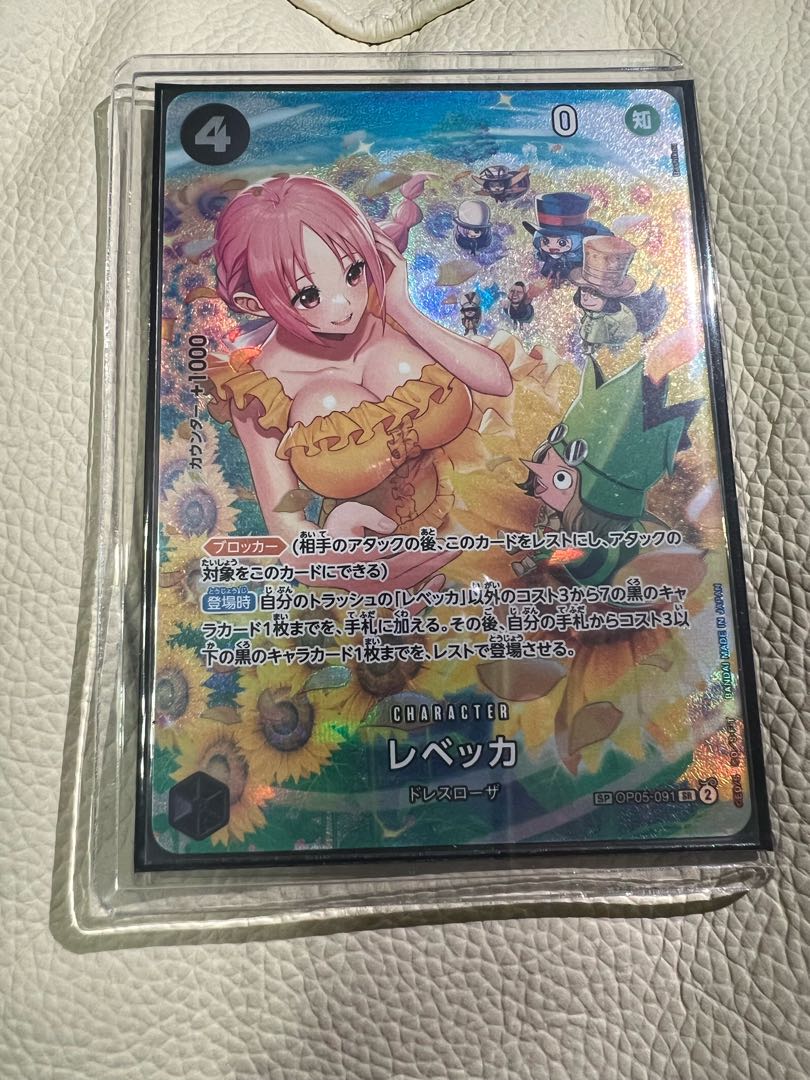 4
0
知
カウンター+1000
ブロッカー (相手のアタックの後、このカードをレストにし、アタックの
対象をこのカードにできる)
登場時 自分のトラッシュの「レベッカ」以外のコスト3から7の黒のキャ
ラカード1枚までを、手札に加える。その後、自分の手札からコスト3以
下の黒のキャラカード1枚までを、レストで登場させる。
CHARACTER
レベッカ
ドレスローザ
SP OP05-091 SR 2
BANDAI MADE IN JAPAN